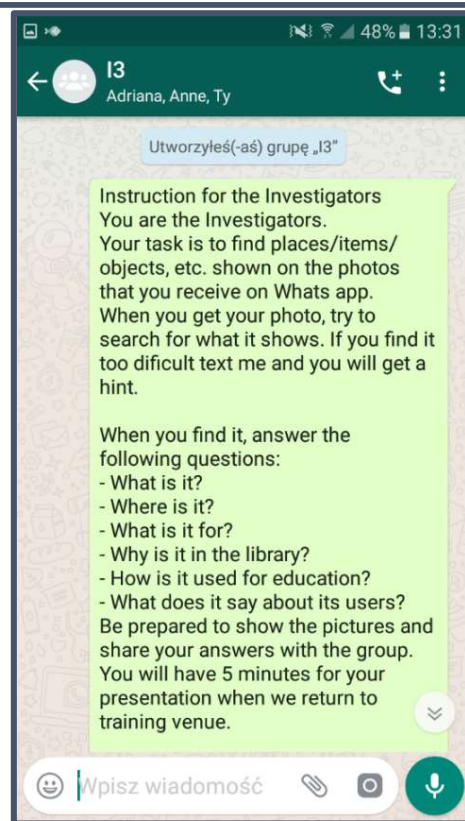 48% 13:31
I3
Adriana, Anne, Ty
Utworzyłeś(-aś) grupę „I3”
Instruction for the Investigators
You are the Investigators.
Your task is to find places/items/
objects, etc. shown on the photos
that you receive on Whats app.
When you get your photo, try to
search for what it shows. If you find it
too dificult text me and you will get a
hint.
When you find it, answer the
following questions:
- What is it?
- Where is it?
- What is it for?
- Why is it in the library?
- How is it used for education?
- What does it say about its users?
Be prepared to show the pictures and
share your answers with the group.
You will have 5 minutes for your
presentation when we return to
training venue.
Wpisz wiadomość